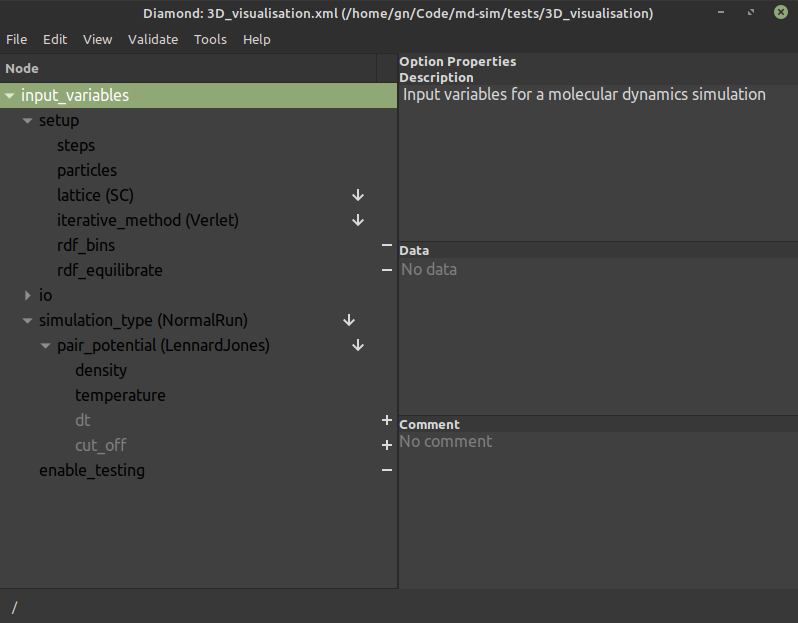 Diamond: 3D_visualisation.xml (/home/gn/Code/md-sim/tests/3D_visualisation)
File Edit View Validate Tools Help
Node
input_variables
setup
steps
particles
lattice (SC)
iterative_method (Verlet)
rdf_bins
rdf_equilibrate
io
simulation_type (NormalRun)
pair_potential (LennardJones)
density
temperature
dt
cut_off
enable_testing
Option Properties
Description
Input variables for a molecular dynamics simulation
Data
No data
Comment
No comment
/